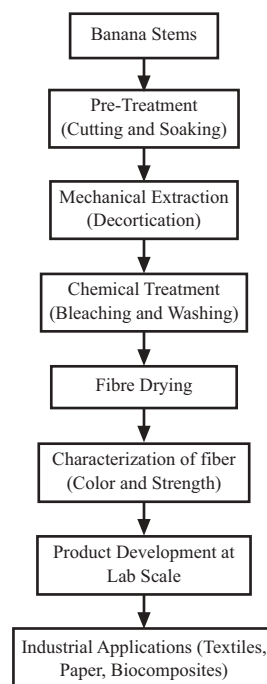 Banana Stems
Pre-Treatment
(Cutting and Soaking)
Mechanical Extraction
(Decortication)
Chemical Treatment
(Bleaching and Washing)
Fibre Drying
Characterization of fiber
(Color and Strength)
Product Development at
Lab Scale
Industrial Applications (Textiles,
Paper, Biocomposites)